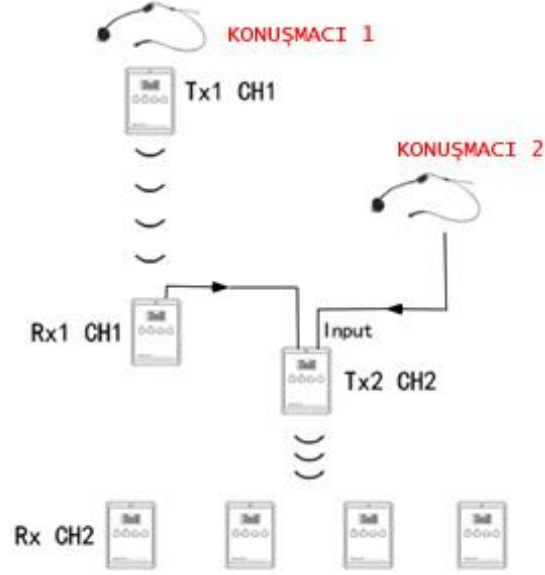 KONUŞMACI 1
Tx1 CH1
KONUŞMACI 2
Rx1 CH1
Input
Tx2 CH2
Rx CH2